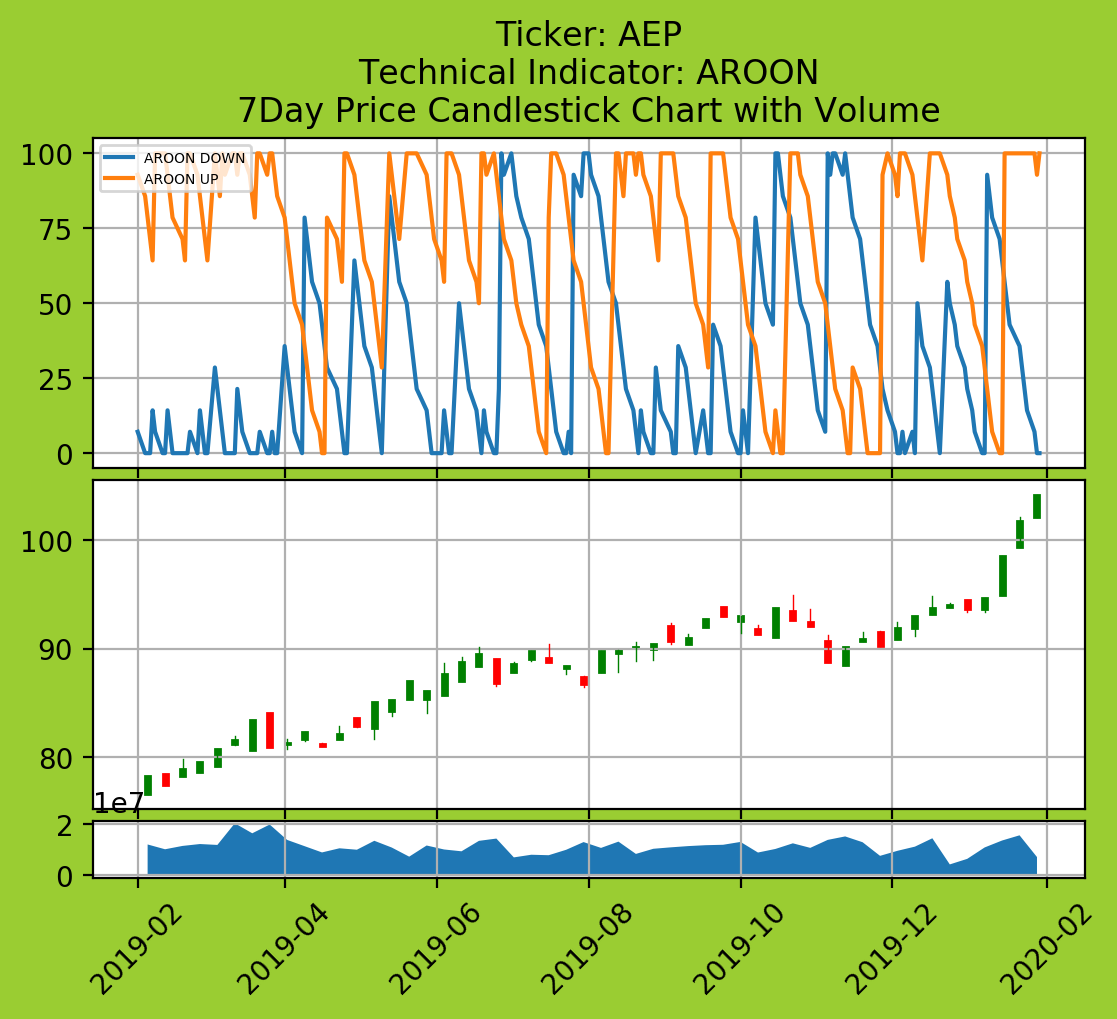 Ticker: AEP
Technical Indicator: AROON
7Day Price Candlestick Chart with Volume
100
75
50
25
0
AROON DOWN
AROON UP
100
90
80
1e7
2
0
2019-02
2019-04
2019-06
2019-08
2019-10
2019-12
2020-02